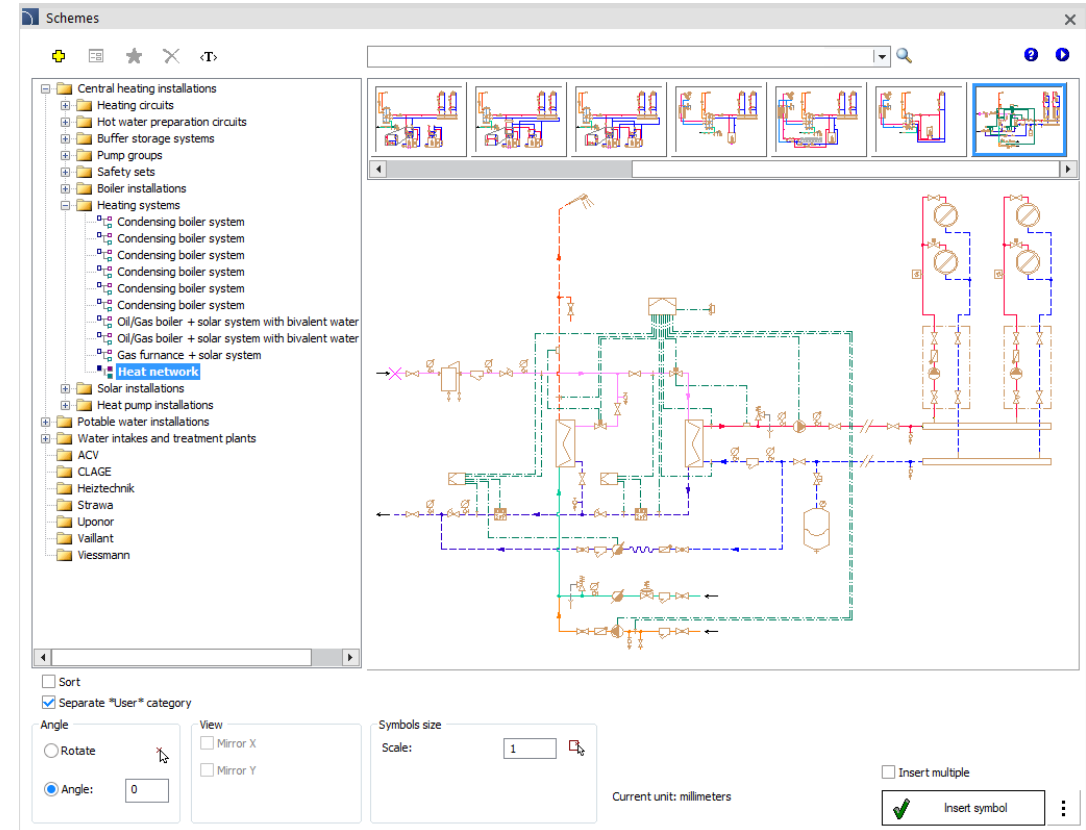 Schemes
<T>
Central heating installations
Heating circuits
Hot water preparation circuits
Buffer storage systems
Pump groups
Safety sets
Boiler installations
Heating systems
Condensing boiler system
Condensing boiler system
Condensing boiler system
Condensing boiler system
Condensing boiler system
Condensing boiler system
Oil/Gas boiler + solar system with bivalent water
Oil/Gas boiler + solar system with bivalent water
Gas furnance + solar system
Heat network
Solar installations
Heat pump installations
Potable water installations
Water intakes and treatment plants
ACV
CLAGE
Heiztechnik
Strawa
Uponor
Vaillant
Viessmann
Sort
Separate "User" category
Angle
Rotate
Angle: 0
View
Mirror X
Mirror Y
Symbols size
Scale: 1
Current unit: millimeters
Insert multiple
Insert symbol